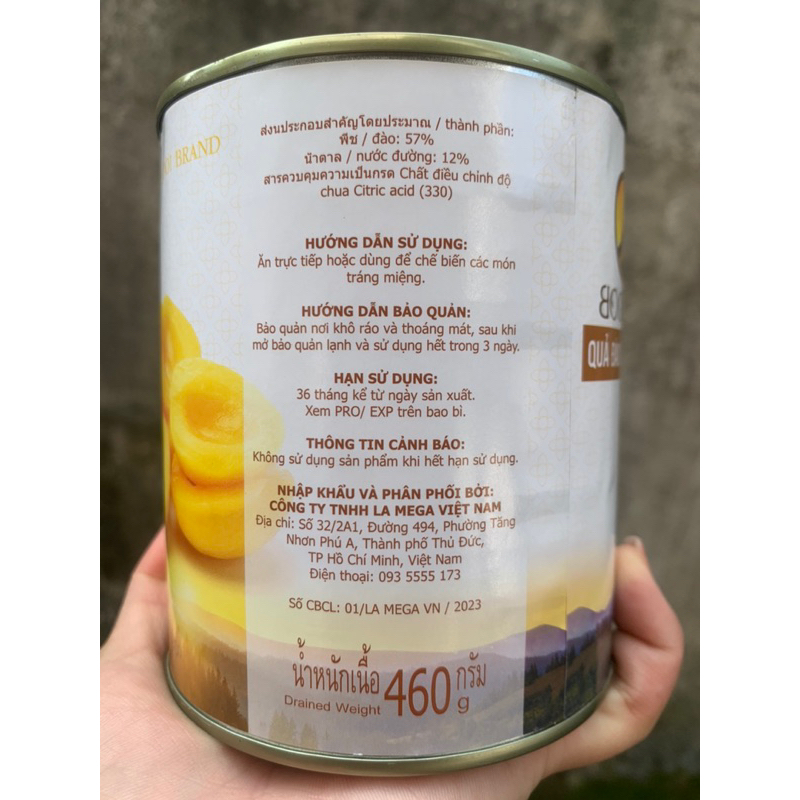 BRAND
ส่งนประกอบสำคัญโดยประมาณ / thành phần:
พืช / đào: 57%
น้ำตาล / nước đường: 12%
สารควบคุมความเป็นกรด Chất điều chỉnh độ
chua Citric acid (330)
HƯỚNG DẪN SỬ DỤNG:
Ăn trực tiếp hoặc dùng để chế biến các món
tráng miệng.
HƯỚNG DẪN BẢO QUẢN:
Bảo quản nơi khô ráo và thoáng mát, sau khi
mở bảo quản lạnh và sử dụng hết trong 3 ngày.
HẠN SỬ DỤNG:
36 tháng kể từ ngày sản xuất.
Xem PRO/ EXP trên bao bì.
THÔNG TIN CẢNH BÁO:
Không sử dụng sản phẩm khi hết hạn sử dụng.
NHẬP KHẨU VÀ PHÂN PHỐI BỞI:
CÔNG TY TNHH LA MEGA VIỆT NAM
Địa chỉ: Số 32/2A1, Đường 494, Phường Tăng
Nhơn Phú A, Thành phố Thủ Đức,
TP Hồ Chí Minh, Việt Nam
Điện thoại: 093 5555 173
Số CBCL: 01/LA MEGA VN / 2023
น้ำหนักเนื้อ 460 กรัม
Drained Weight g
QUẢ